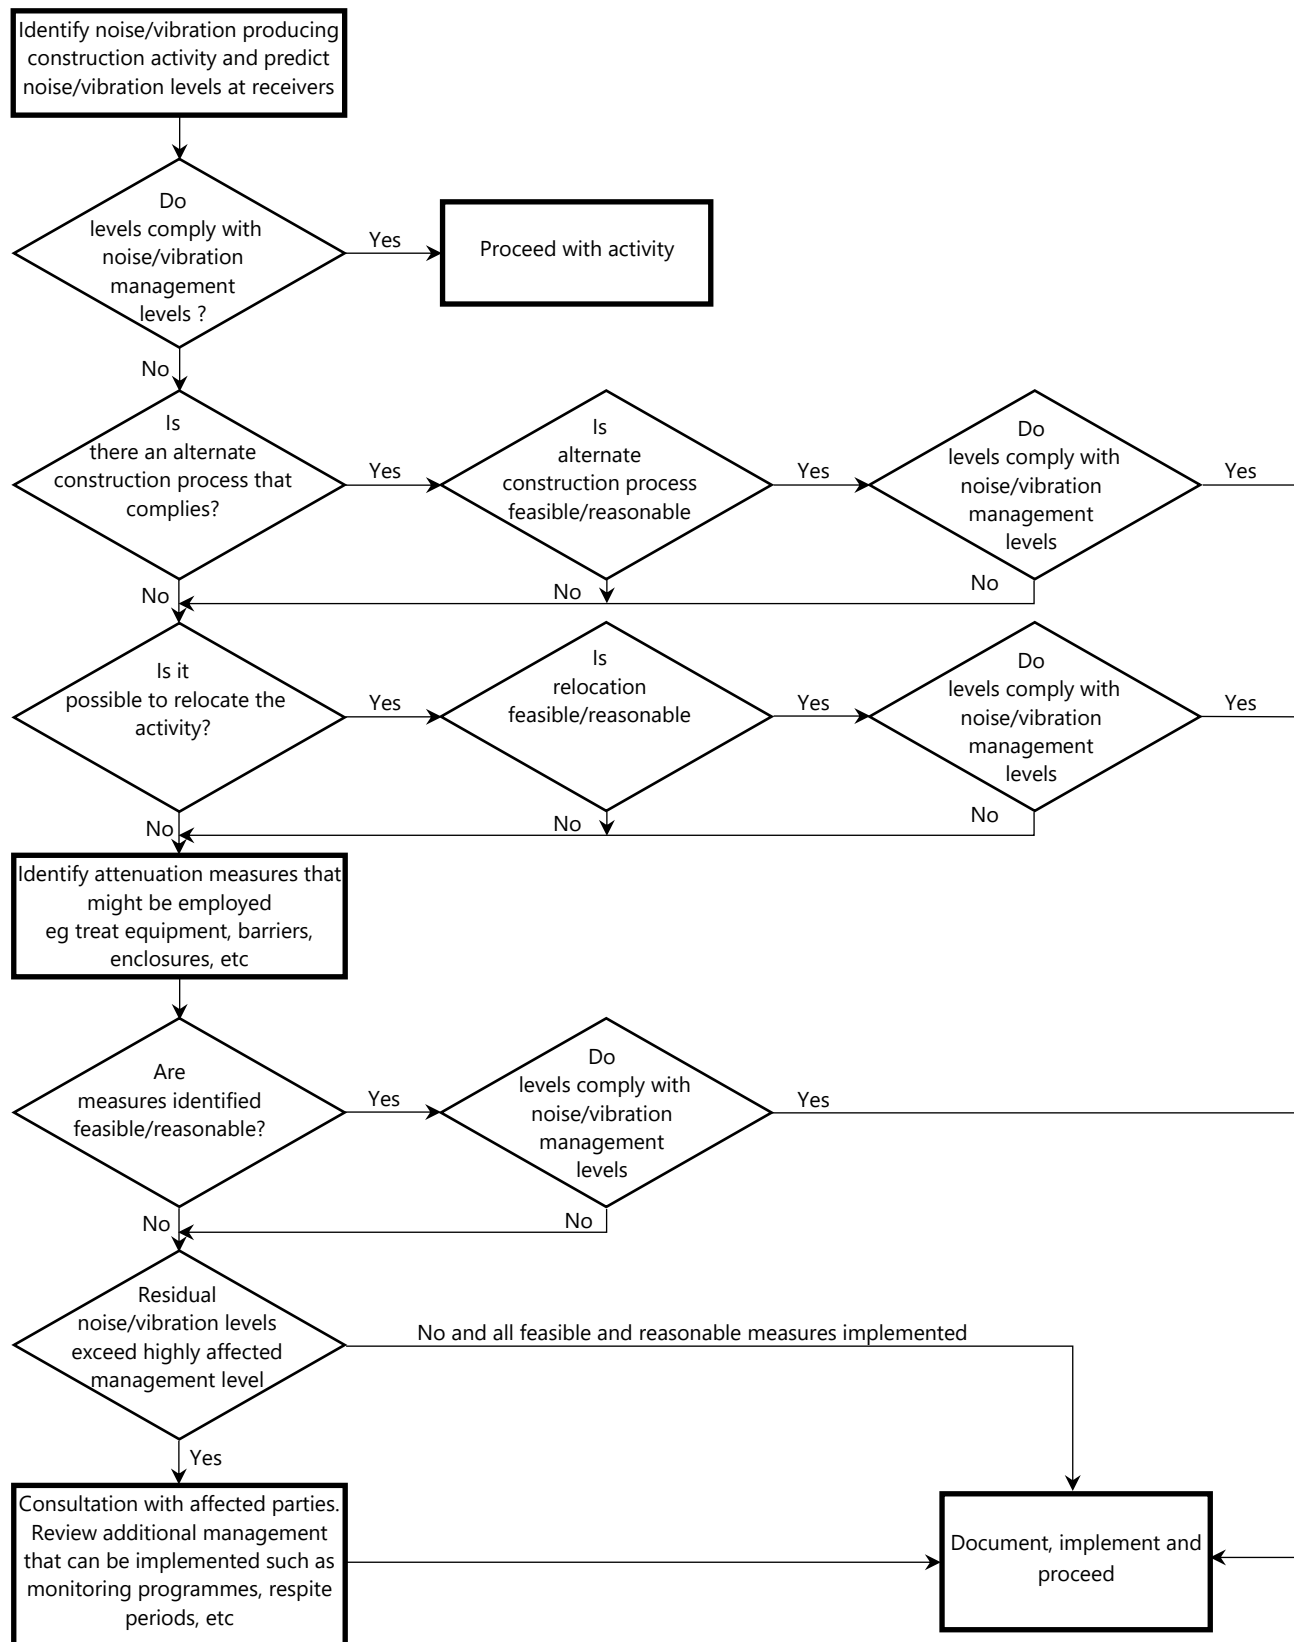 Identify noise/vibration producing
construction activity and predict
noise/vibration levels at receivers
Do
levels comply with
noise/vibration
management
levels ?
Yes
Proceed with activity
No
Is
there an alternate
construction process that
complies?
Yes
Is
alternate
construction process
feasible/reasonable
Yes
Do
levels comply with
noise/vibration
management
levels
Yes
No
No
No
Is it
possible to relocate the
activity?
Yes
Is
relocation
feasible/reasonable
Yes
Do
levels comply with
noise/vibration
management
levels
Yes
No
No
No
Identify attenuation measures that
might be employed
eg treat equipment, barriers,
enclosures, etc
Are
measures identified
feasible/reasonable?
Yes
Do
levels comply with
noise/vibration
management
levels
Yes
No
No
Residual
noise/vibration levels
exceed highly affected
management level
No and all feasible and reasonable measures implemented
Yes
Consultation with affected parties.
Review additional management
that can be implemented such as
monitoring programmes, respite
periods, etc
Document, implement and
proceed